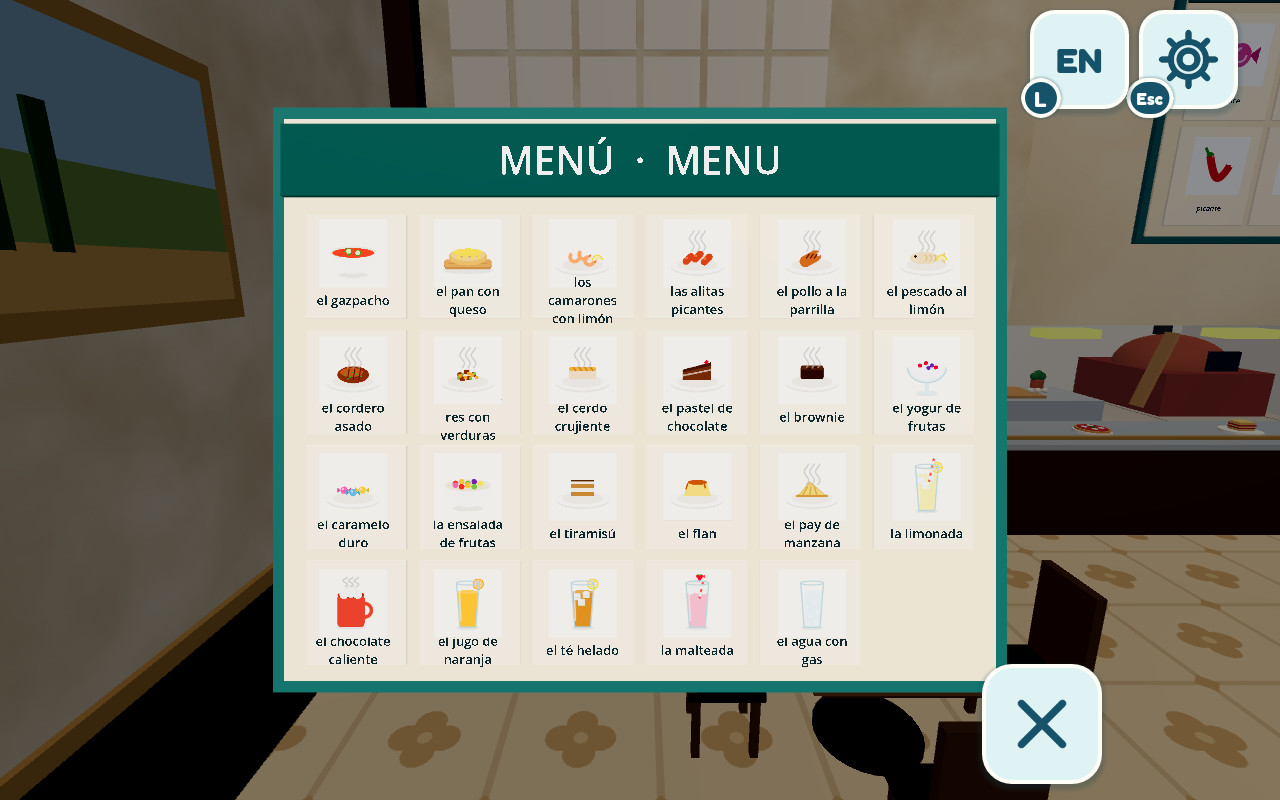 EN
L
Esc
MENÚ · MENU
picante
el gazpacho
el pan con
queso
los
camarones
con limón
las alitas
picantes
el pollo a la
parrilla
el pescado al
limón
el cordero
asado
res con
verduras
el cerdo
crujiente
el pastel de
chocolate
el brownie
el yogur de
frutas
el caramelo
duro
la ensalada
de frutas
el tiramisú
el flan
el pay de
manzana
la limonada
el chocolate
caliente
el jugo de
naranja
el té helado
la malteada
el agua con
gas